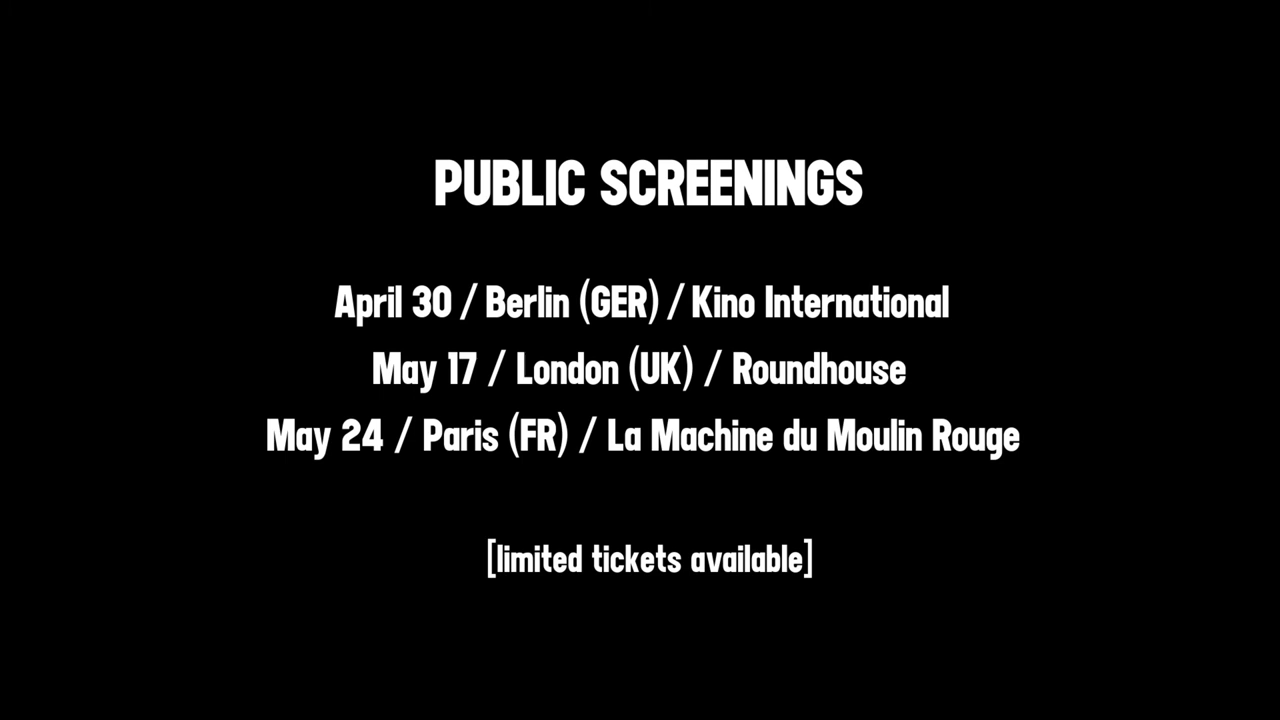 PUBLIC SCREENINGS
April 30 / Berlin (GER) / Kino International
May 17 / London (UK) / Roundhouse
May 24 / Paris (FR) / La Machine du Moulin Rouge
[limited tickets available]